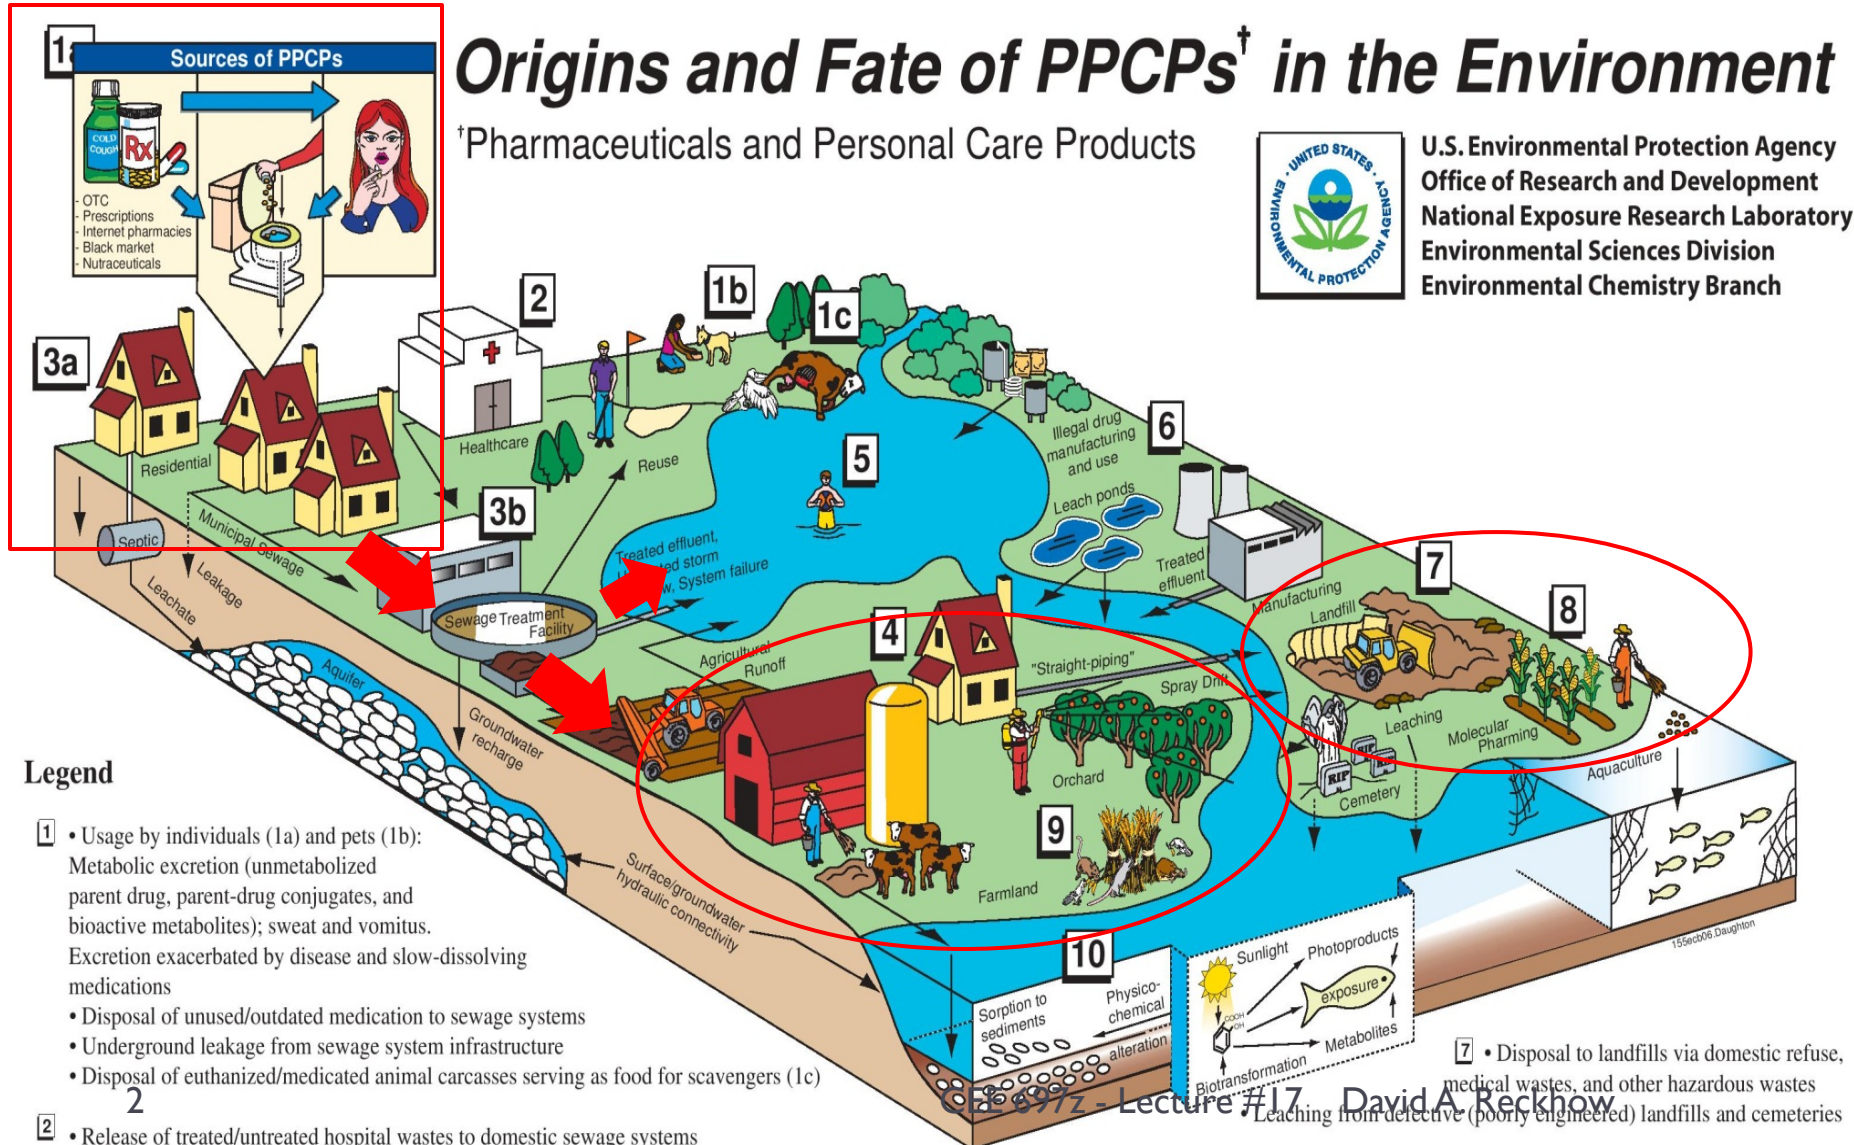 1a
Sources of PPCPs
COLD
COUGH
Rx
- OTC
- Prescriptions
- Internet pharmacies
- Black market
- Nutraceuticals
Origins and Fate of PPCPs† in the Environment
†Pharmaceuticals and Personal Care Products
UNITED STATES
ENVIRONMENTAL PROTECTION AGENCY
U.S. Environmental Protection Agency
Office of Research and Development
National Exposure Research Laboratory
Environmental Sciences Division
Environmental Chemistry Branch
2
1b
1c
3a
Residential
Healthcare
Reuse
5
6
Illegal drug
manufacturing
and use
Leach ponds
3b
Septic
Municipal Sewage
Leakage
Leachate
Sewage Treatment
Facility
Treated effluent,
storm
System failure
Treated
effluent
Manufacturing
7
Landfill
8
4
Agricultural
Runoff
"Straight-piping"
Spray Drift
Aquifer
Groundwater
recharge
Leaching
Molecular
Pharming
RIP
RIP
Cemetery
Aquaculture
Orchard
9
Farmland
Surface/groundwater
hydraulic connectivity
10
Sorption to
sediments
Physico-
chemical
alteration
Sunlight
Photoproducts
exposure
COOH
OH
Metabolites
Biotransformation
155ecb06.Daughton
Legend
1 • Usage by individuals (1a) and pets (1b):
Metabolic excretion (unmetabolized
parent drug, parent-drug conjugates, and
bioactive metabolites); sweat and vomitus.
Excretion exacerbated by disease and slow-dissolving
medications
• Disposal of unused/outdated medication to sewage systems
• Underground leakage from sewage system infrastructure
• Disposal of euthanized/medicated animal carcasses serving as food for scavengers (1c)
2 • Release of treated/untreated hospital wastes to domestic sewage systems
7 • Disposal to landfills via domestic refuse,
medical wastes, and other hazardous wastes
• Leaching from defective (poorly engineered) landfills and cemeteries
2
CEE 697z - Lecture #17
David A. Reckhow